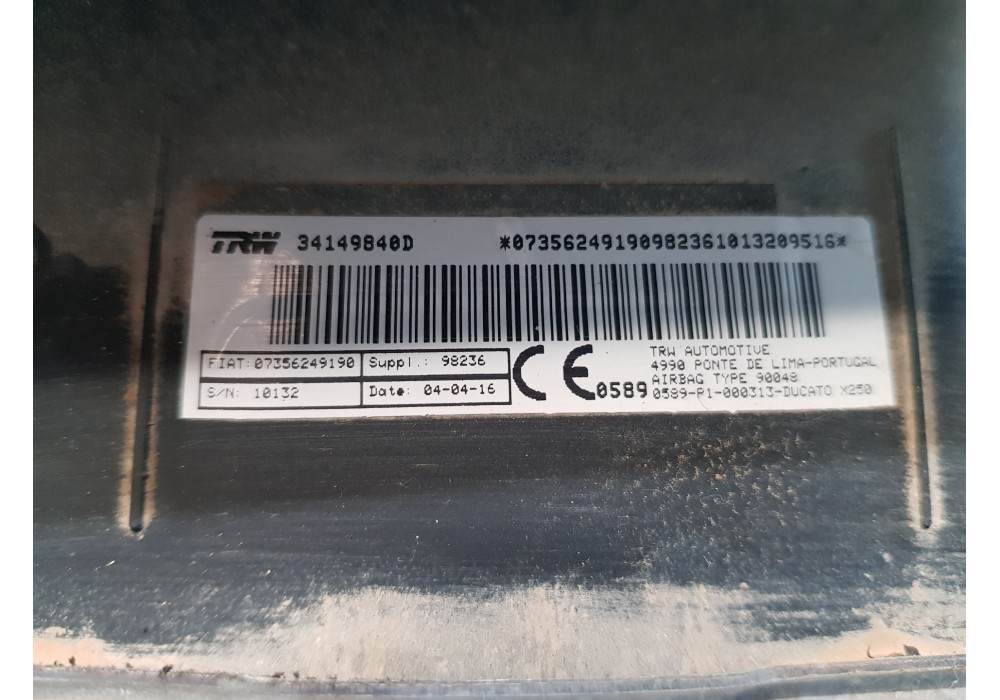 TRW 34149840D *07356249190982361013209516*
FIAT:07356249190 Suppl.: 98236
S/N: 10132 Date: 04-04-16
CE 0589
TRW AUTOMOTIVE
4990 PONTE DE LIMA-PORTUGAL
AIRBAG TYPE 90048
0589-P1-000313-DUCATO X250